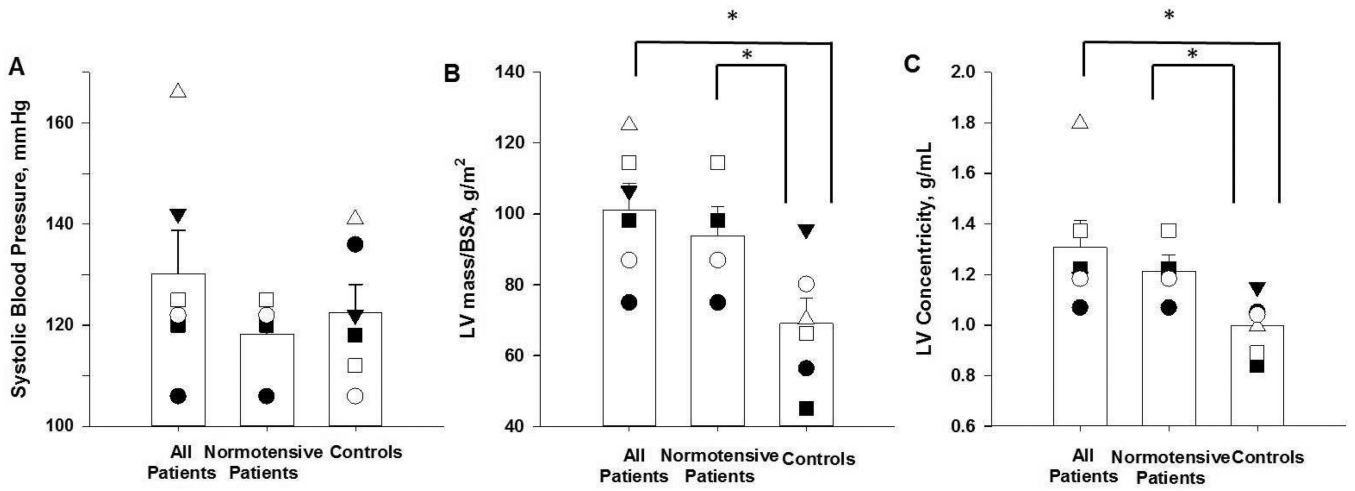 A
Systolic Blood Pressure, mmHg
160
140
120
100
All
Patients
Normotensive
Patients
Controls
B
*
*
LV mass/BSA, g/m²
140
120
100
80
60
40
All
Patients
Normotensive
Patients
Controls
C
*
*
LV Concentricity, g/mL
2.0
1.8
1.6
1.4
1.2
1.0
0.8
0.6
All
Patients
Normotensive
Patients
Controls